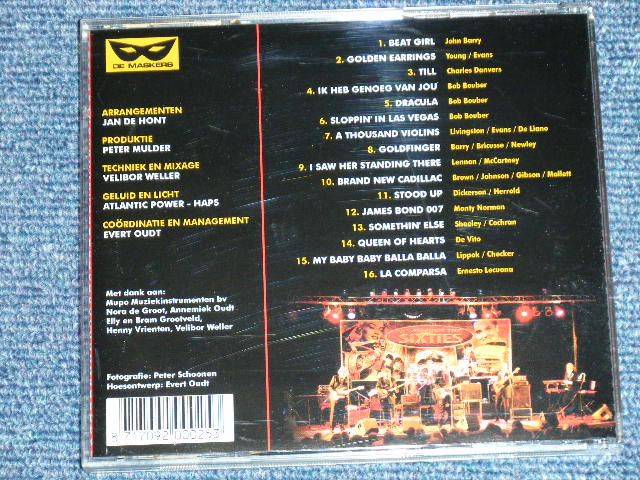 DE MASKERS
ARRANGEMENTEN
JAN DE HONT
PRODUKTIE
PETER MULDER
TECHNIEK EN MIXAGE
VELIBOR WELLER
GELUID EN LICHT
ATLANTIC POWER - HAPS
COÖRDINATIE EN MANAGEMENT
EVERT OUDT
Met dank aan:
Mupo Muziekinstrumenten bv
Nora de Groot, Annemiek Oudt
Elly en Bram Grootveld,
Henny Vrienten, Velibor Weller
Fotografie: Peter Schoonen
Hoesontwerp: Evert Oudt
8 717092 000253
1. BEAT GIRL John Barry
2. GOLDEN EARRINGS Young / Evans
3. TILL Charles Danvers
4. IK HEB GENOEG VAN JOU Bob Bouber
5. DRACULA Bob Bouber
6. SLOPPIN' IN LAS VEGAS Bob Bouber
7. A THOUSAND VIOLINS Livingston / Evans / De Liano
8. GOLDFINGER Barry / Bricusse / Newley
9. I SAW HER STANDING THERE Lennon / McCartney
10. BRAND NEW CADILLAC Brown / Johnson / Gibson / Mallett
11. STOOD UP Dickerson / Herrold
12. JAMES BOND 007 Monty Norman
13. SOMETHIN' ELSE Sheeley / Cochran
14. QUEEN OF HEARTS De Vito
15. MY BABY BABY BALLA BALLA Lippok / Checker
16. LA COMPARSA Ernesto Lecuona
SIXTIES